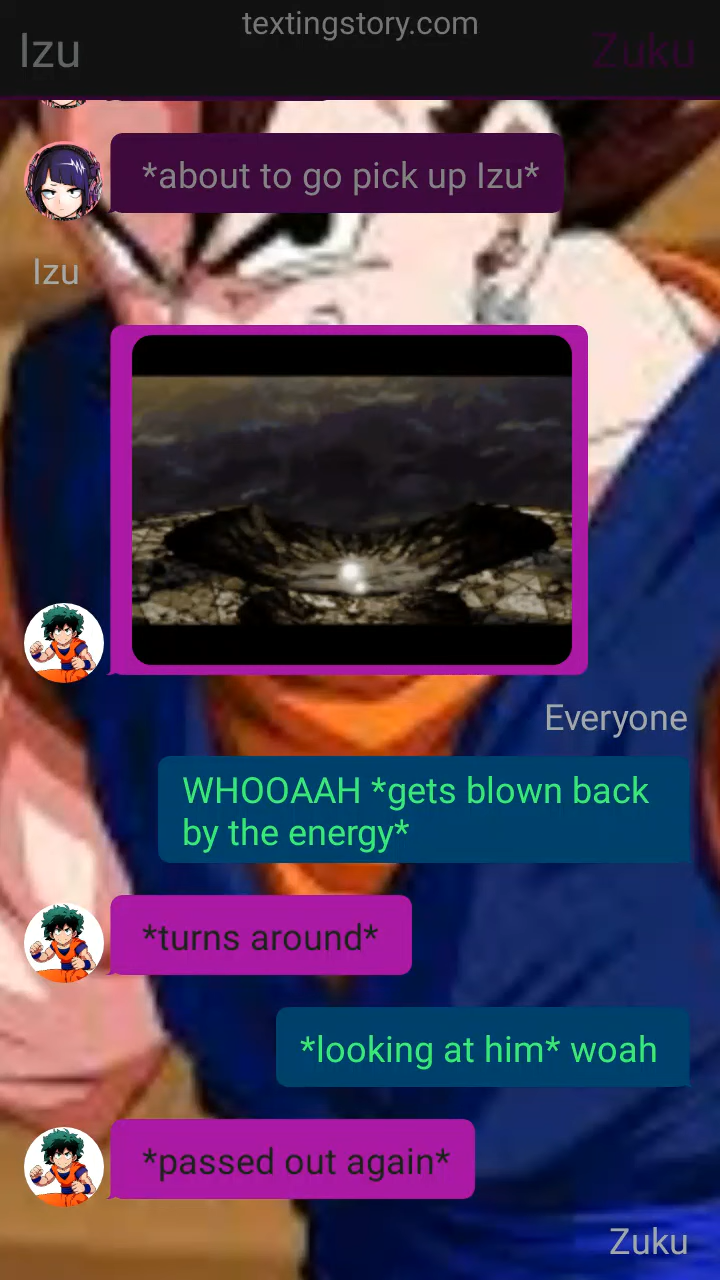 textingstory.com
Izu
Zuku
*about to go pick up Izu*
Izu
Everyone
WHOOAAH *gets blown back
by the energy*
*turns around*
*looking at him* woah
*passed out again*
Zuku